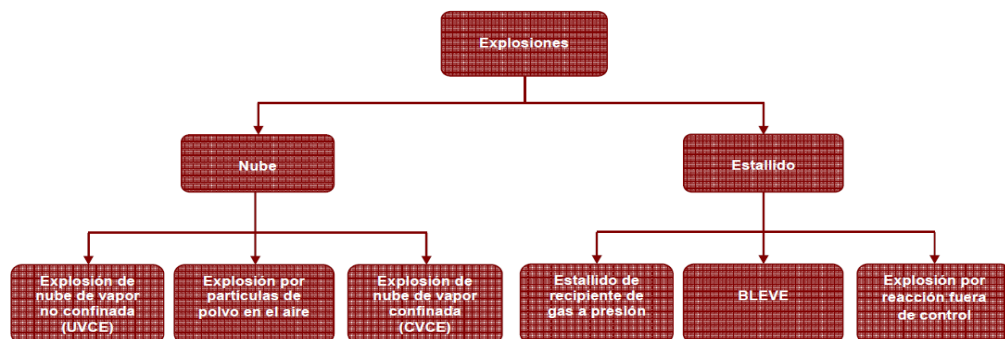 Explosiones
Nube
Estallido
Explosión de
nube de vapor
no confinada
(UVCE)
Explosión por
partículas de
polvo en el aire
Explosión de
nube de vapor
confinada
(CVCE)
Estallido de
recipiente de
gas a presión
BLEVE
Explosión por
reacción fuera
de control